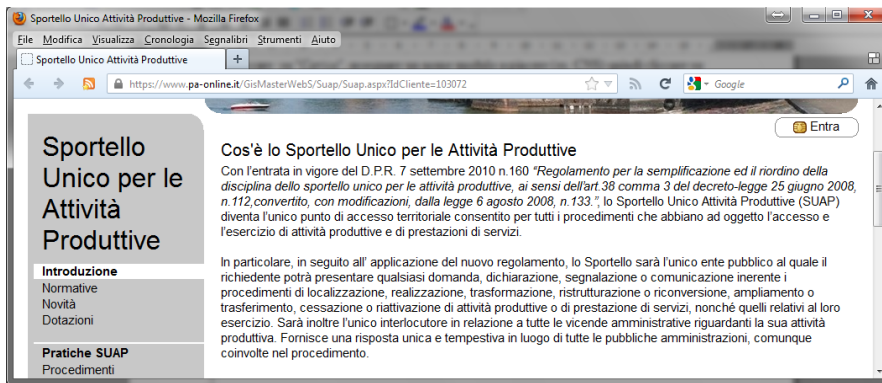 Sportello Unico Attività Produttive - Mozilla Firefox
File Modifica Visualizza Cronologia Segnalibri Strumenti Aiuto
Sportello Unico Attività Produttive
https://www.pa-online.it/GisMasterWebS/Suap/Suap.aspx?IdCliente=103072
Google
Entra
Sportello
Unico per le
Attività
Produttive
Introduzione
Normative
Novità
Dotazioni
Pratiche SUAP
Procedimenti
Cos'è lo Sportello Unico per le Attività Produttive
Con l'entrata in vigore del D.P.R. 7 settembre 2010 n.160 “Regolamento per la semplificazione ed il riordino della
disciplina dello sportello unico per le attività produttive, ai sensi dell'art.38 comma 3 del decreto-legge 25 giugno 2008,
n.112,convertito, con modificazioni, dalla legge 6 agosto 2008, n.133.”, lo Sportello Unico Attività Produttive (SUAP)
diventa l'unico punto di accesso territoriale consentito per tutti i procedimenti che abbiano ad oggetto l'accesso e
l'esercizio di attività produttive e di prestazioni di servizi.
In particolare, in seguito all' applicazione del nuovo regolamento, lo Sportello sarà l'unico ente pubblico al quale il
richiedente potrà presentare qualsiasi domanda, dichiarazione, segnalazione o comunicazione inerente i
procedimenti di localizzazione, realizzazione, trasformazione, ristrutturazione o riconversione, ampliamento o
trasferimento, cessazione o riattivazione di attività produttive o di prestazione di servizi, nonché quelli relativi al loro
esercizio. Sarà inoltre l'unico interlocutore in relazione a tutte le vicende amministrative riguardanti la sua attività
produttiva. Fornisce una risposta unica e tempestiva in luogo di tutte le pubbliche amministrazioni, comunque
coinvolte nel procedimento.